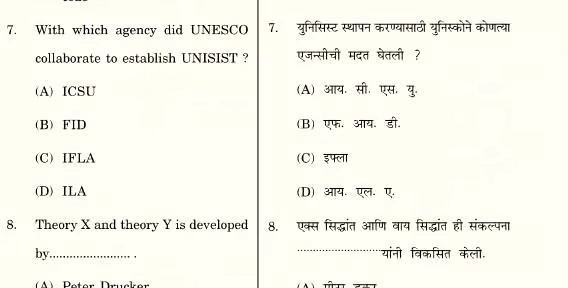 7. With which agency did UNESCO
collaborate to establish UNISIST ?
(A) ICSU
(B) FID
(C) IFLA
(D) ILA
8. Theory X and theory Y is developed
by........................ .
(A) Peter Drucker
7. युनिसिस्ट स्थापन करण्यासाठी युनिस्कोने कोणत्या
एजन्सीची मदत घेतली ?
(A) आय. सी. एस. यु.
(B) एफ. आय. डी.
(C) इफ्ला
(D) आय. एल. ए.
8. एक्स सिद्धांत आणि वाय सिद्धांत ही संकल्पना
............................यांनी विकसित केली.
(A)